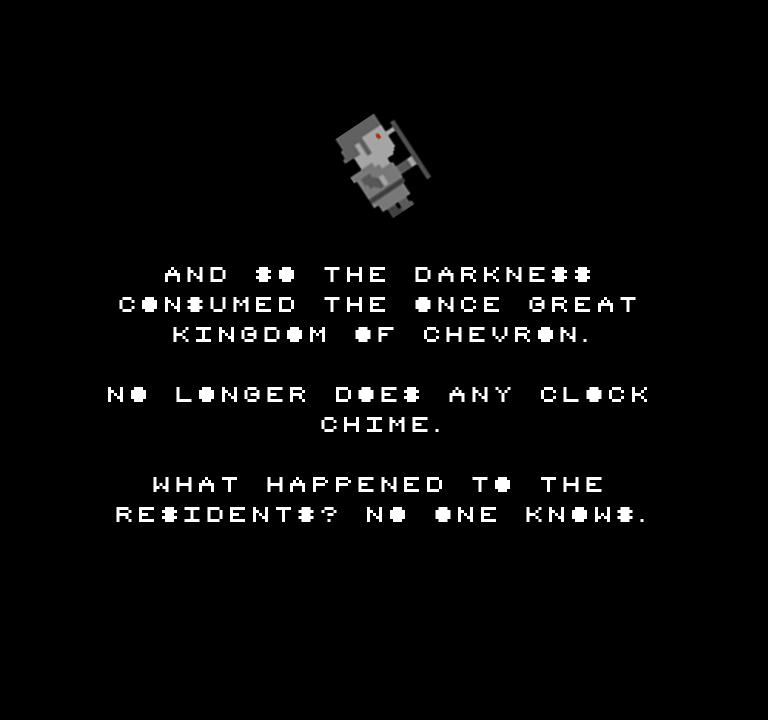 AND SO THE DARKNESS
CONSUMED THE ONCE GREAT
KINGDOM OF CHEVRON.
NO LONGER DOES ANY CLOCK
CHIME.
WHAT HAPPENED TO THE
RESIDENTS? NO ONE KNOWS.